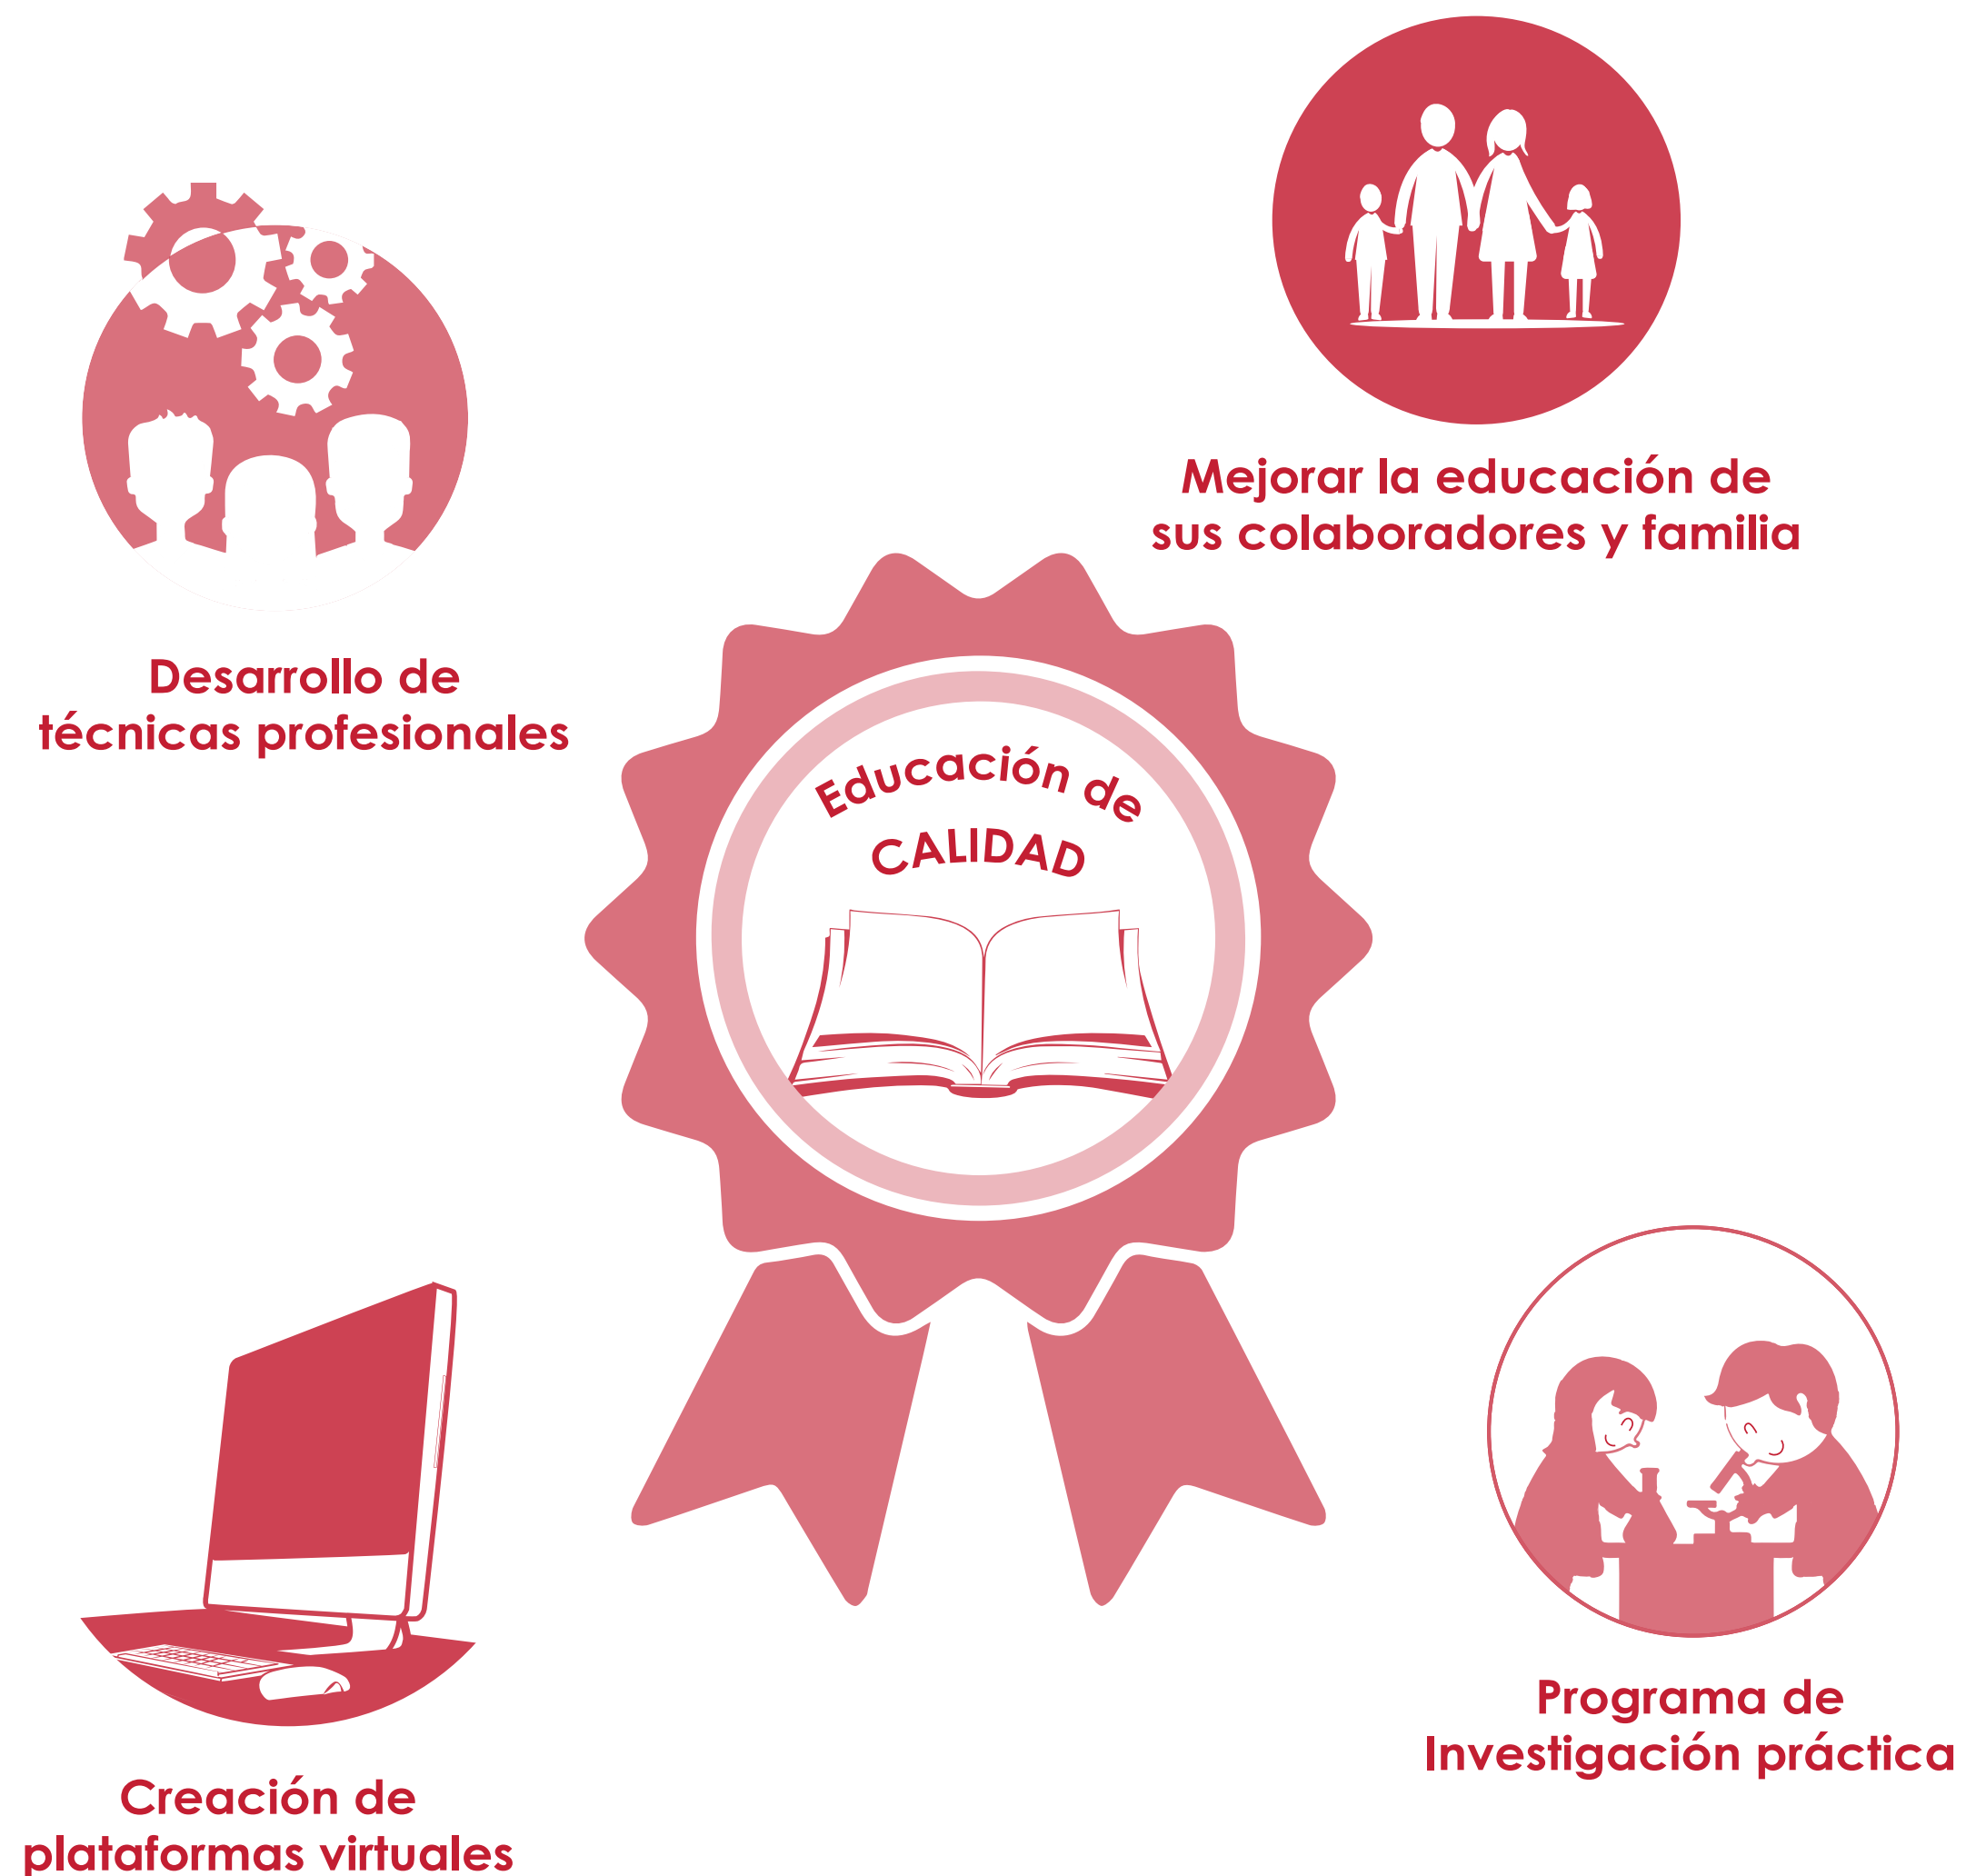 Mejorar la educación de
sus colaboradores y familia
Desarrollo de
técnicas profesionales
Educación de
CALIDAD
Programa de
Investigación práctica
Creación de
plataformas virtuales